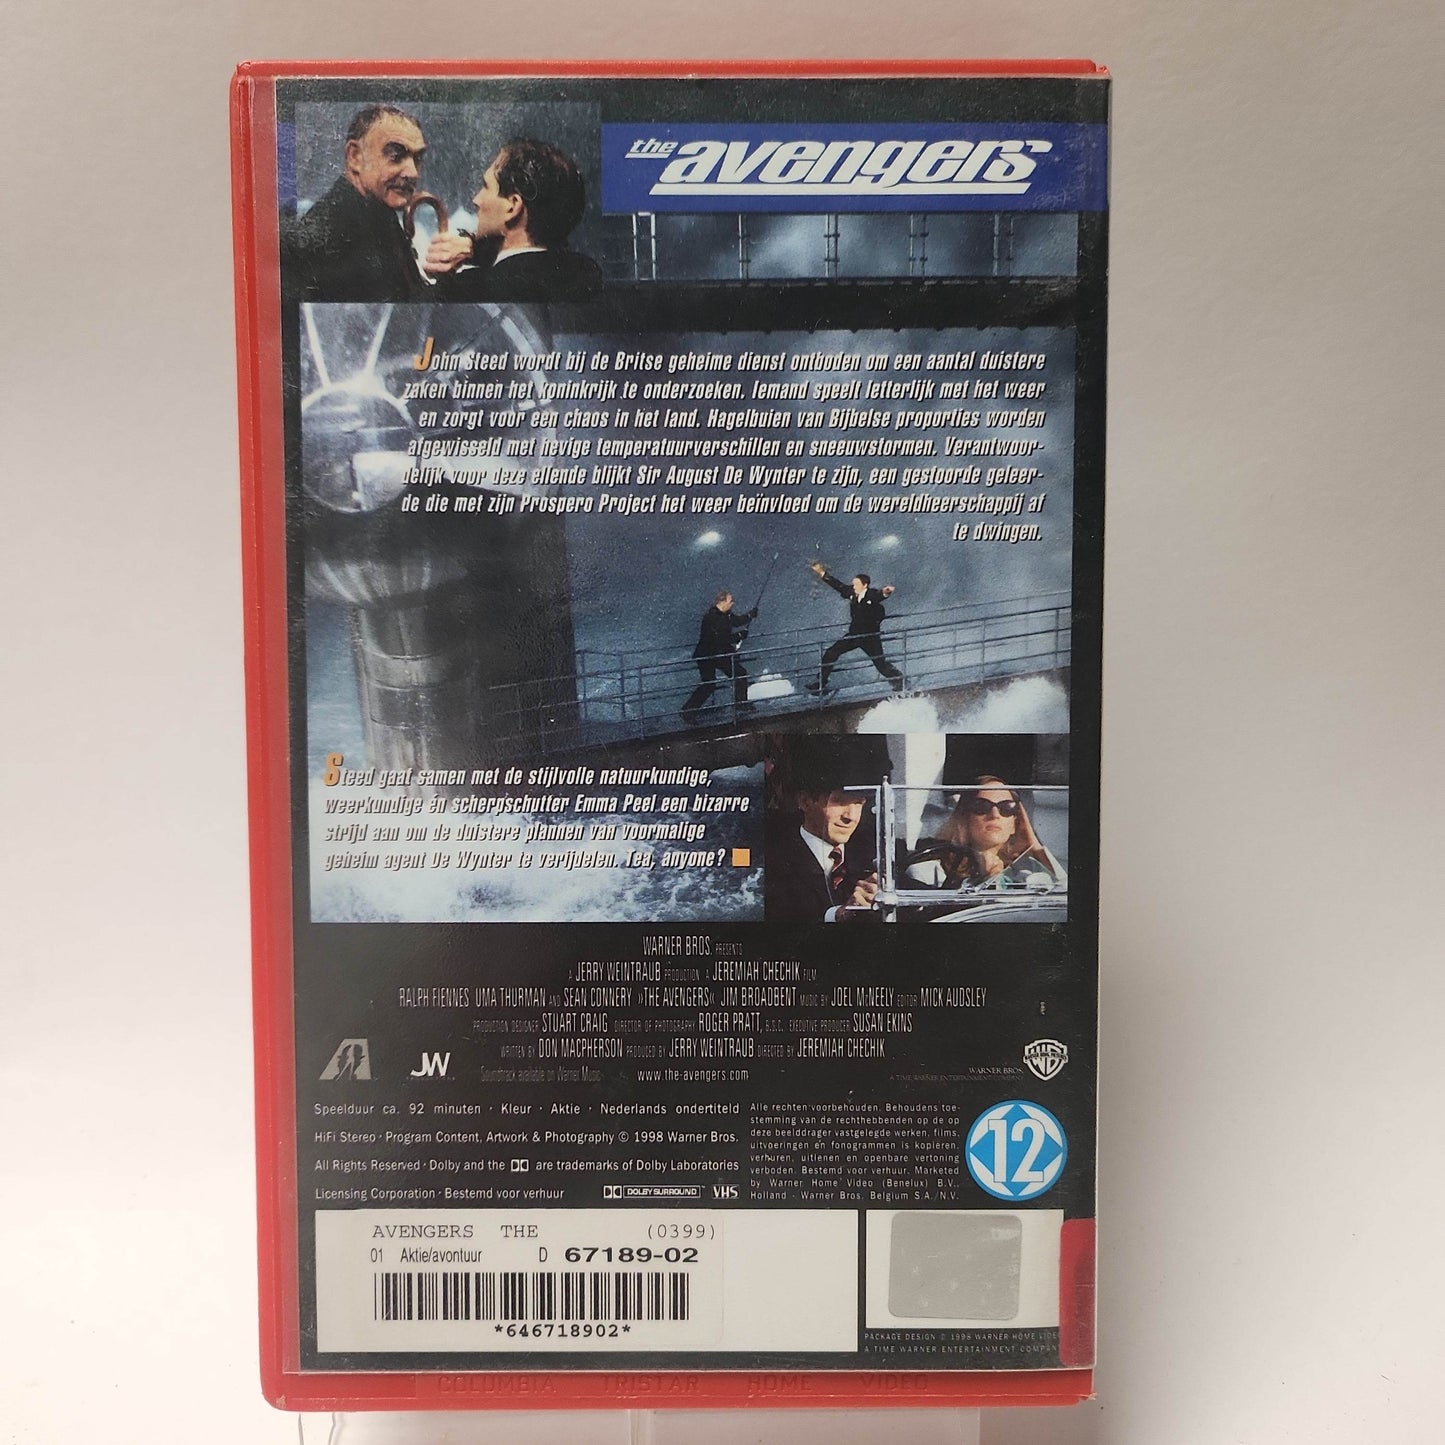 the avengers
John Steed wordt bij de Britse geheime dienst ontboden om een aantal duistere
zaken binnen het koninkrijk te onderzoeken. Iemand speelt letterlijk met het weer
en zorgt voor een chaos in het land. Hagelbuien van Bijbelse proporties worden
afgewisseld met hevige temperatuurverschillen en sneeuwstormen. Verantwoor-
delijk voor deze ellende blijkt Sir August De Wynter te zijn, een gestoorde geleer-
de die met zijn Prospero Project het weer beïnvloed om de wereldheerschappij af
te dwingen.
Steed gaat samen met de stijlvolle natuurkundige,
weerkundige én scherpschutter Emma Peel een bizarre
strijd aan om de duistere plannen van voormalige
geheim agent De Wynter te verijdelen. Tea, anyone?
WARNER BROS. PRESENTS
A JERRY WEINTRAUB PRODUCTION A JEREMIAH CHECHIK FILM
RALPH FIENNES UMA THURMAN AND SEAN CONNERY »THE AVENGERS« JIM BROADBENT MUSIC BY JOEL McNEELY EDITOR MICK AUDSLEY
PRODUCTION DESIGNER STUART CRAIG DIRECTOR OF PHOTOGRAPHY ROGER PRATT, B.S.C. EXECUTIVE PRODUCER SUSAN EKINS
WRITTEN BY DON MACPHERSON PRODUCED BY JERRY WEINTRAUB DIRECTED BY JEREMIAH CHECHIK
JW
Soundtrack available on Warner Music www.the-avengers.com
WARNER BROS.
A TIME WARNER ENTERTAINMENT COMPANY
Speelduur ca. 92 minuten · Kleur · Aktie · Nederlands ondertiteld
HiFi Stereo · Program Content, Artwork & Photography © 1998 Warner Bros.
All Rights Reserved · Dolby and the DD are trademarks of Dolby Laboratories
Licensing Corporation · Bestemd voor verhuur
DOLBY SURROUND VHS
Alle rechten voorbehouden. Behoudens toe-
stemming van de rechthebbenden op de op
deze beelddrager vastgelegde werken, films,
uitvoeringen en fonogrammen is kopiëren,
verhuren, uitlenen en openbare vertoning
verboden. Bestemd voor verhuur. Marketed
by Warner Home Video (Benelux) B.V.,
Holland - Warner Bros. Belgium S.A./N.V.
12
AVENGERS THE (0399)
01 Aktie/avontuur D 67189-02
*646718902*
PACKAGE DESIGN © 1998 WARNER HOME VIDEO
A TIME WARNER ENTERTAINMENT COMPANY
COLUMBIA TRISTAR HOME VIDEO